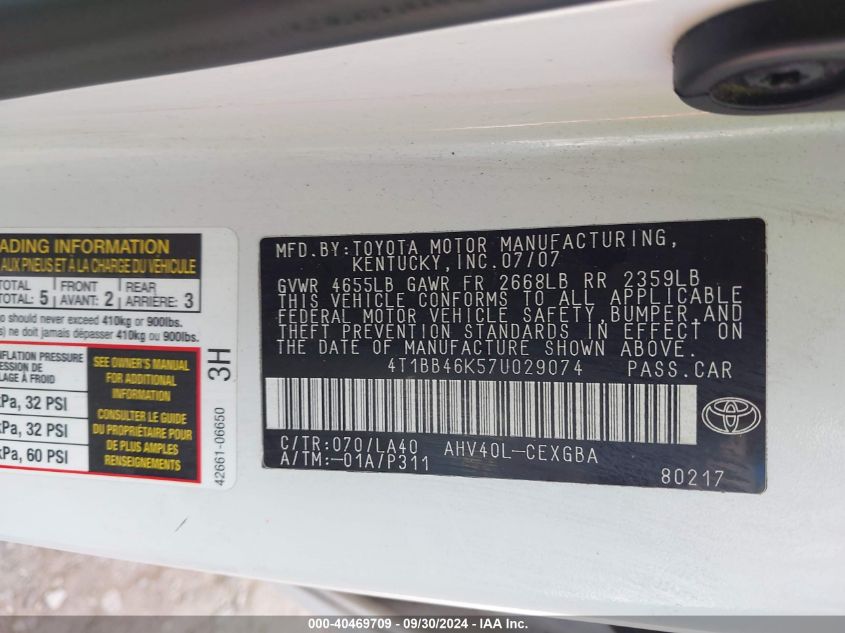 ADING INFORMATION
AUX PNEUS ET À LA CHARGE DU VÉHICULE
TOTAL FRONT REAR
TOTAL: 5 AVANT: 2 ARRIÈRE: 3
should never exceed 410kg or 900lbs.
ne doit jamais dépasser 410kg ou 900lbs.
INFLATION PRESSURE
PRESSION DE
À FROID
kPa, 32 PSI
kPa, 32 PSI
kPa, 60 PSI
SEE OWNER'S MANUAL
FOR ADDITIONAL
INFORMATION
CONSULTER LE GUIDE
DU PROPRIÉTAIRE POUR
DE PLUS AMPLES
RENSEIGNEMENTS
3H
42661-06650
MFD.BY:TOYOTA MOTOR MANUFACTURING,
KENTUCKY,INC.07/07
GVWR 4655LB GAWR FR 2668LB RR 2359LB
THIS VEHICLE CONFORMS TO ALL APPLICABLE
FEDERAL MOTOR VEHICLE SAFETY,BUMPER,AND
THEFT PREVENTION STANDARDS IN EFFECT ON
THE DATE OF MANUFACTURE SHOWN ABOVE.
4T1BB46K57U029074 PASS.CAR
C/TR:070/LA40 AHV40L-CEXGBA
A/TM:-01A/P311
80217
IAA-40469709 - 09/30/2024 - IAA Inc.